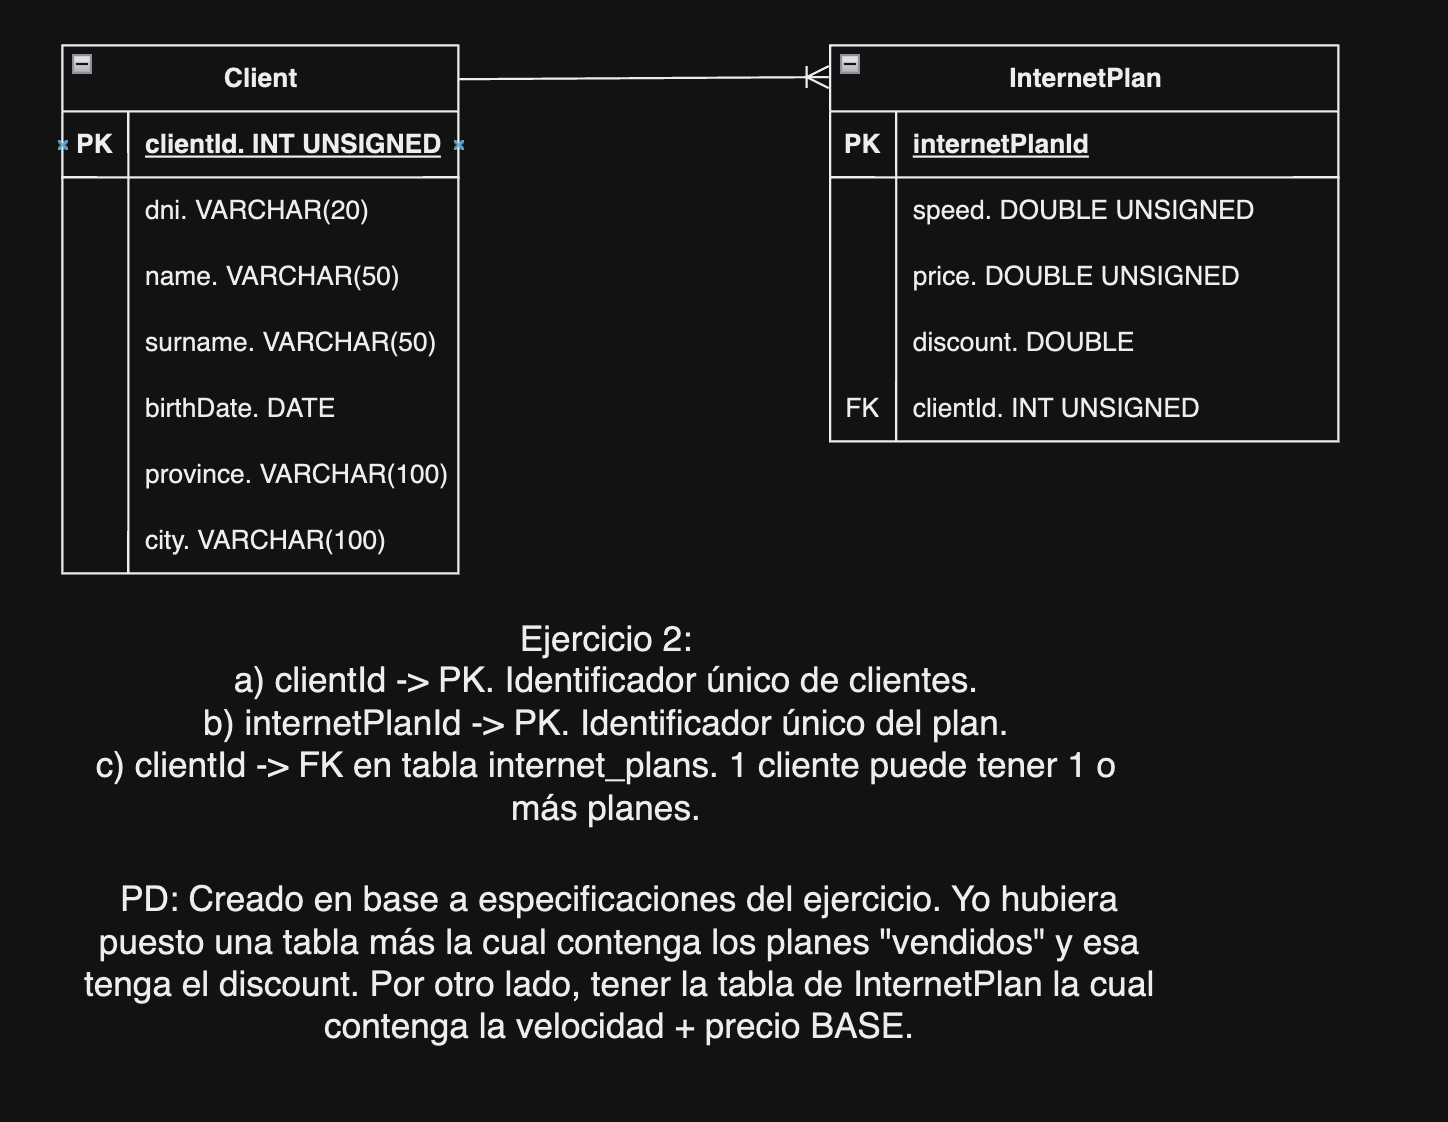 Client
PK clientId. INT UNSIGNED
dni. VARCHAR(20)
name. VARCHAR(50)
surname. VARCHAR(50)
birthDate. DATE
province. VARCHAR(100)
city. VARCHAR(100)
InternetPlan
PK internetPlanId
speed. DOUBLE UNSIGNED
price. DOUBLE UNSIGNED
discount. DOUBLE
FK clientId. INT UNSIGNED
Ejercicio 2:
a) clientId -> PK. Identificador único de clientes.
b) internetPlanId -> PK. Identificador único del plan.
c) clientId -> FK en tabla internet_plans. 1 cliente puede tener 1 o
más planes.
PD: Creado en base a especificaciones del ejercicio. Yo hubiera
puesto una tabla más la cual contenga los planes "vendidos" y esa
tenga el discount. Por otro lado, tener la tabla de InternetPlan la cual
contenga la velocidad + precio BASE.